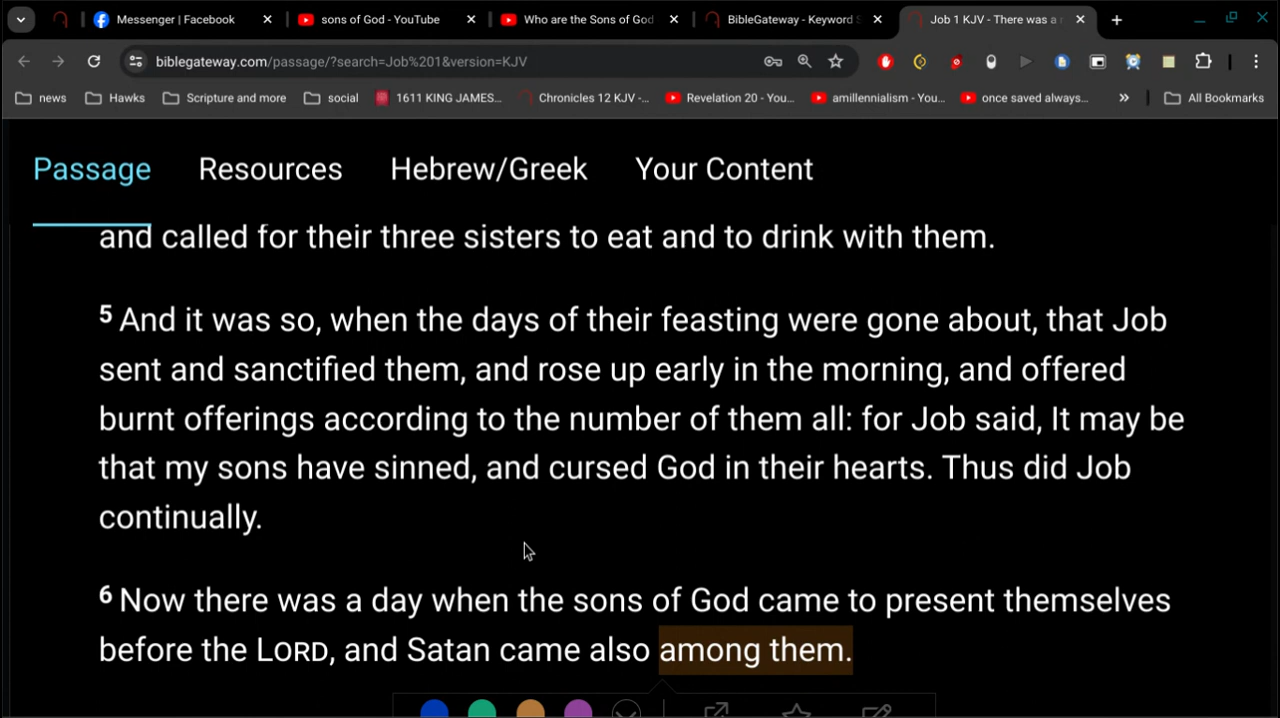 Messenger | Facebook
sons of God - YouTube
Who are the Sons of God
BibleGateway - Keyword S
Job 1 KJV - There was a
biblegateway.com/passage/?search=Job%201&version=KJV
news
Hawks
Scripture and more
social
1611 KING JAMES...
Chronicles 12 KJV -...
Revelation 20 - You...
amillennialism - You...
once saved always...
All Bookmarks
Passage
Resources
Hebrew/Greek
Your Content
and called for their three sisters to eat and to drink with them.
5 And it was so, when the days of their feasting were gone about, that Job
sent and sanctified them, and rose up early in the morning, and offered
burnt offerings according to the number of them all: for Job said, It may be
that my sons have sinned, and cursed God in their hearts. Thus did Job
continually.
6 Now there was a day when the sons of God came to present themselves
before the LORD, and Satan came also among them.